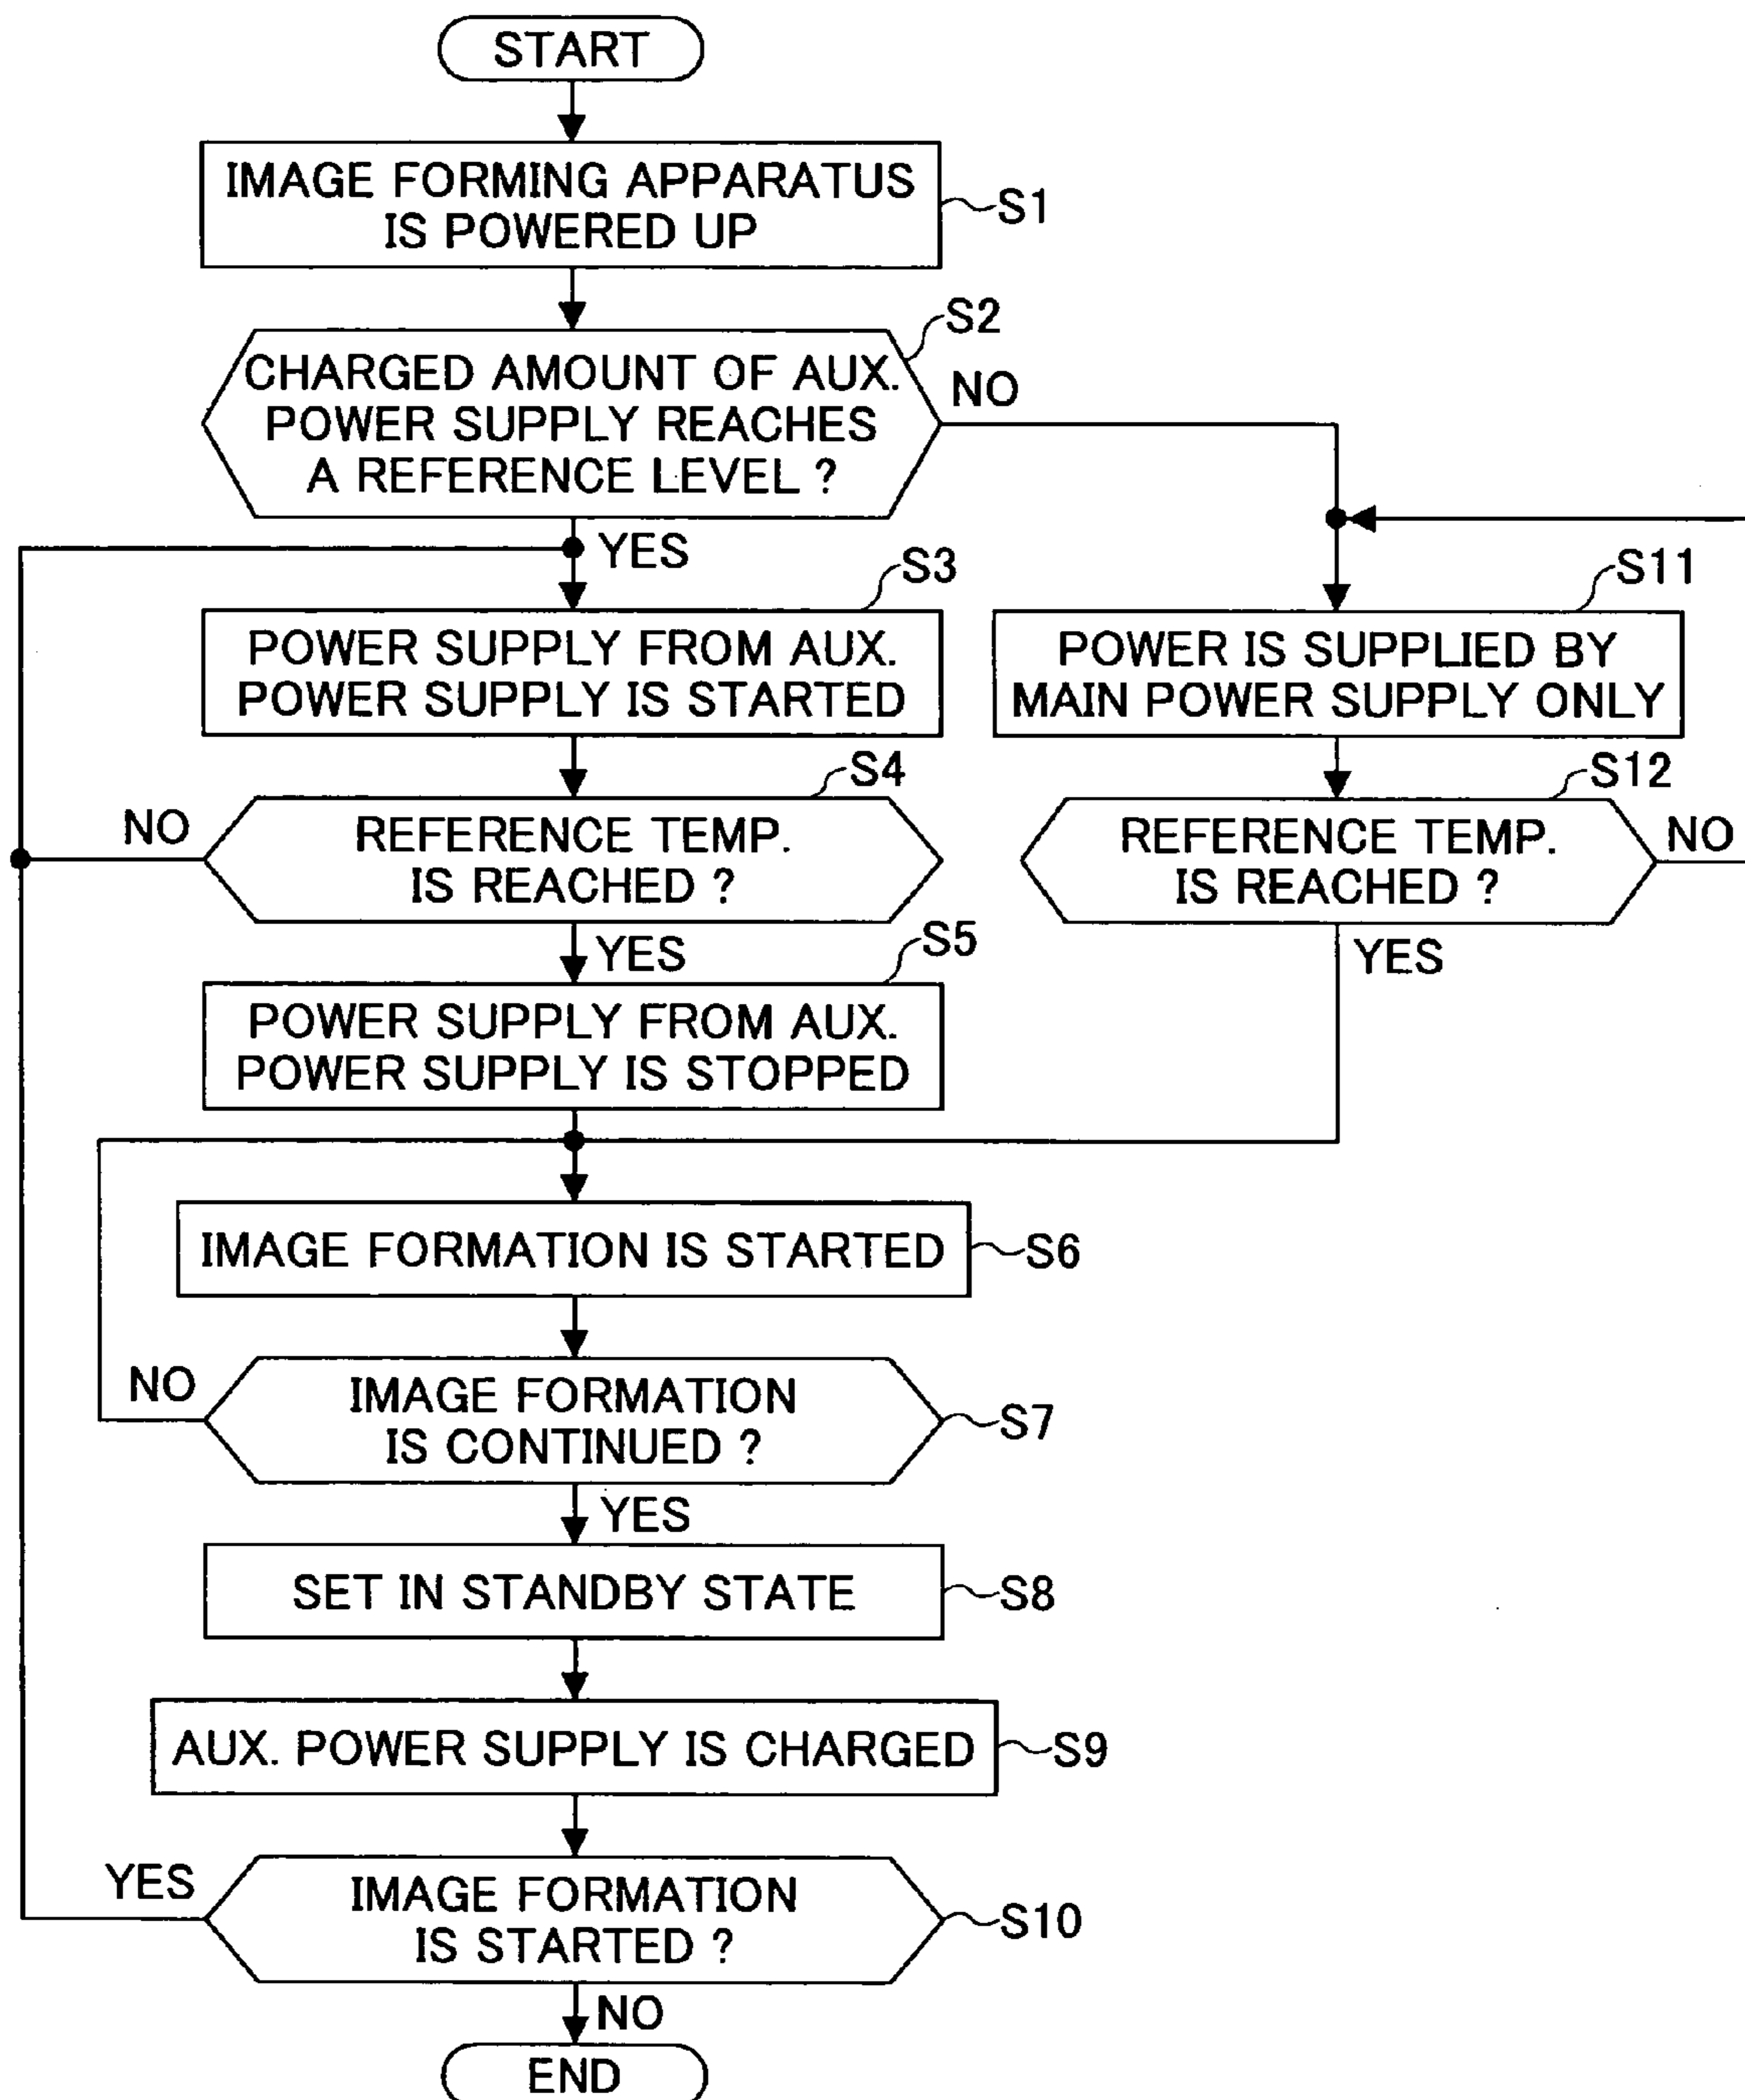 START
IMAGE FORMING APPARATUS
IS POWERED UP
S1
S2
CHARGED AMOUNT OF AUX.
POWER SUPPLY REACHES
A REFERENCE LEVEL ?
NO
YES
S3
POWER SUPPLY FROM AUX.
POWER SUPPLY IS STARTED
S11
POWER IS SUPPLIED BY
MAIN POWER SUPPLY ONLY
S4
NO
REFERENCE TEMP.
IS REACHED ?
S12
REFERENCE TEMP.
IS REACHED ?
NO
YES
YES
S5
POWER SUPPLY FROM AUX.
POWER SUPPLY IS STOPPED
IMAGE FORMATION IS STARTED
S6
NO
IMAGE FORMATION
IS CONTINUED ?
S7
YES
SET IN STANDBY STATE
S8
AUX. POWER SUPPLY IS CHARGED
S9
YES
IMAGE FORMATION
IS STARTED ?
S10
NO
END